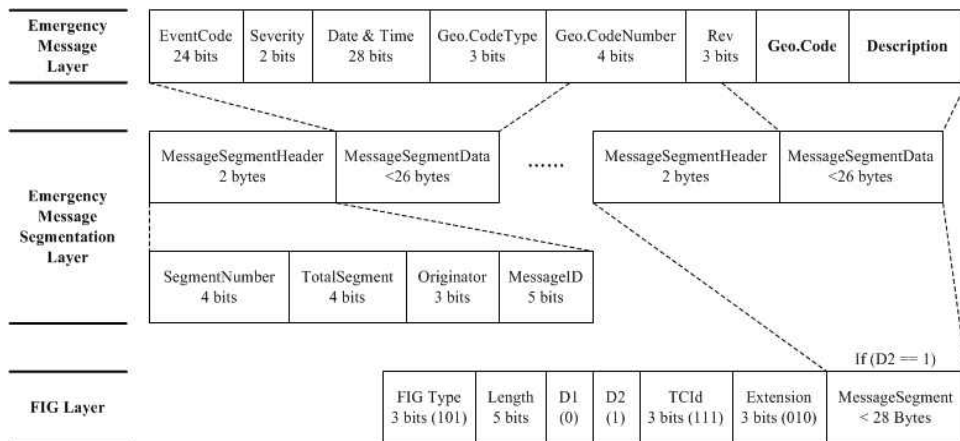 Emergency
Message
Layer
EventCode
24 bits
Severity
2 bits
Date & Time
28 bits
Geo.CodeType
3 bits
Geo.CodeNumber
4 bits
Rev
3 bits
Geo.Code
Description
Emergency
Message
Segmentation
Layer
MessageSegmentHeader
2 bytes
MessageSegmentData
<26 bytes
......
MessageSegmentHeader
2 bytes
MessageSegmentData
<26 bytes
SegmentNumber
4 bits
TotalSegment
4 bits
Originator
3 bits
MessageID
5 bits
If (D2 == 1)
FIG Layer
FIG Type
3 bits (101)
Length
5 bits
D1
(0)
D2
(1)
TCId
3 bits (111)
Extension
3 bits (010)
MessageSegment
< 28 Bytes